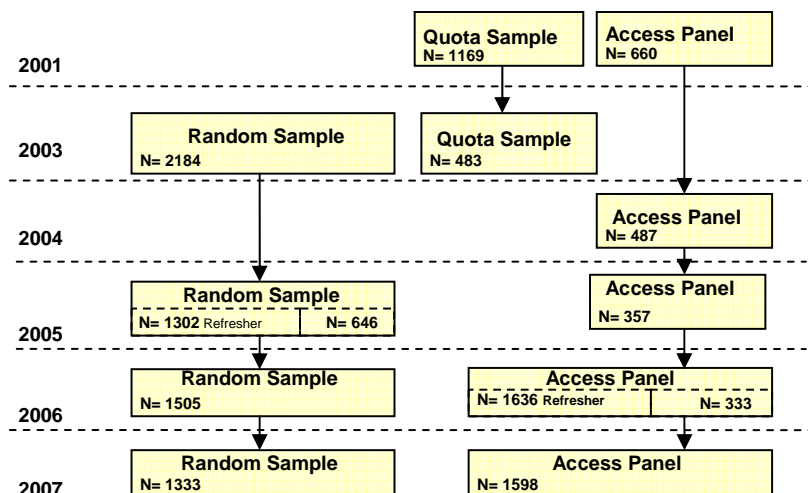 Quota Sample
N= 1169
Access Panel
N= 660
2001
Random Sample
N= 2184
Quota Sample
N= 483
2003
Access Panel
N= 487
2004
Random Sample
N= 1302 Refresher N= 646
Access Panel
N= 357
2005
Random Sample
N= 1505
Access Panel
N= 1636 Refresher N= 333
2006
Random Sample
N= 1333
Access Panel
N= 1598
2007